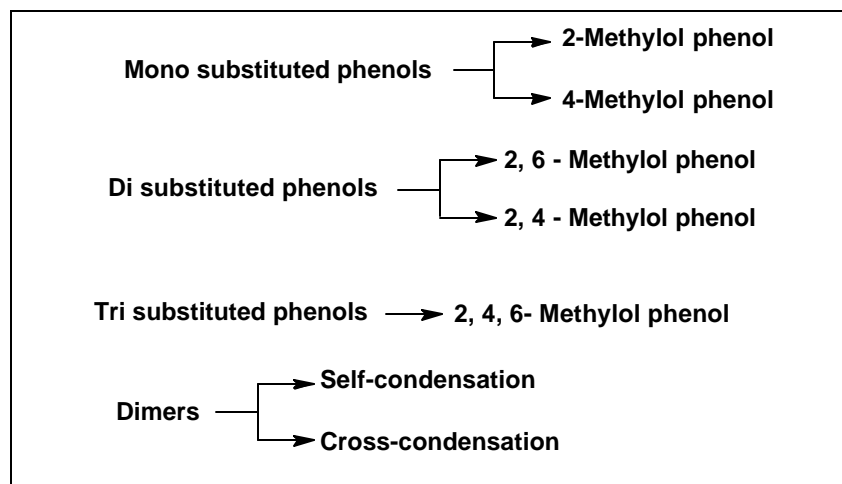 2-Methylol phenol
Mono substituted phenols
4-Methylol phenol
2, 6 - Methylol phenol
Di substituted phenols
2, 4 - Methylol phenol
Tri substituted phenols
2, 4, 6- Methylol phenol
Self-condensation
Dimers
Cross-condensation